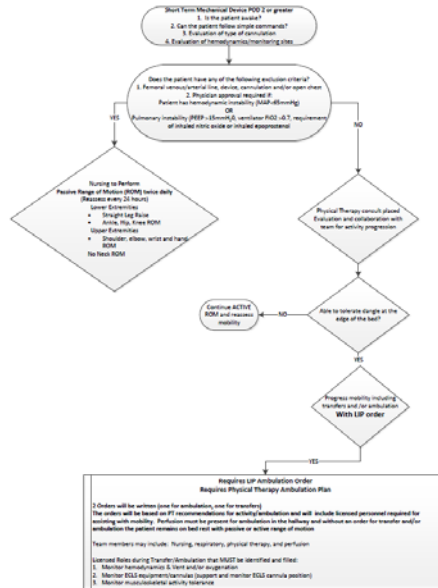 Short Term Mechanical Device POD 2 or greater
1. Is the patient awake?
2. Can the patient follow simple commands?
3. Evaluation of type of cannulation
4. Evaluation of hemodynamics/monitoring sites
Does the patient have any of the following exclusion criteria?
1. Femoral venous/arterial line, device, cannulation and/or open chest
2. Physician approval required if:
Patient has hemodynamic instability (MAP<65mmHg)
OR
Pulmonary instability (PEEP >15mmH₂0, ventilator FiO2 >0.7, requirement
of inhaled nitric oxide or inhaled epoprostenol
YES
NO
Nursing to Perform
Passive Range of Motion (ROM) twice daily
(Reassess every 24 hours)
Lower Extremities
• Straight Leg Raise
• Ankle, Hip, Knee ROM
Upper Extremities
• Shoulder, elbow, wrist and hand
ROM
No Neck ROM
Physical Therapy consult placed
Evaluation and collaboration with
team for activity progression
Continue ACTIVE
ROM and reassess
mobility
NO
Able to tolerate dangle at the
edge of the bed?
YES
Progress mobility including
transfers and /or ambulation
With LIP order
YES
Requires LIP Ambulation Order
Requires Physical Therapy Ambulation Plan
2 Orders will be written (one for ambulation, one for transfers)
The orders will be based on PT recommendations for activity/ambulation and will include licensed personnel required for
assisting with mobility. Perfusion must be present for ambulation in the hallway and without an order for transfer and/or
ambulation the patient remains on bed rest with passive or active range of motion
Team members may include: Nursing, respiratory, physical therapy, and perfusion
Licensed Roles during Transfer/Ambulation that MUST be identified and filled:
1. Monitor hemodynamics & Vent and/or oxygenation
2. Monitor ECLS equipment/cannulas (support and monitor ECLS cannula position)
3. Monitor musculoskeletal activity tolerance